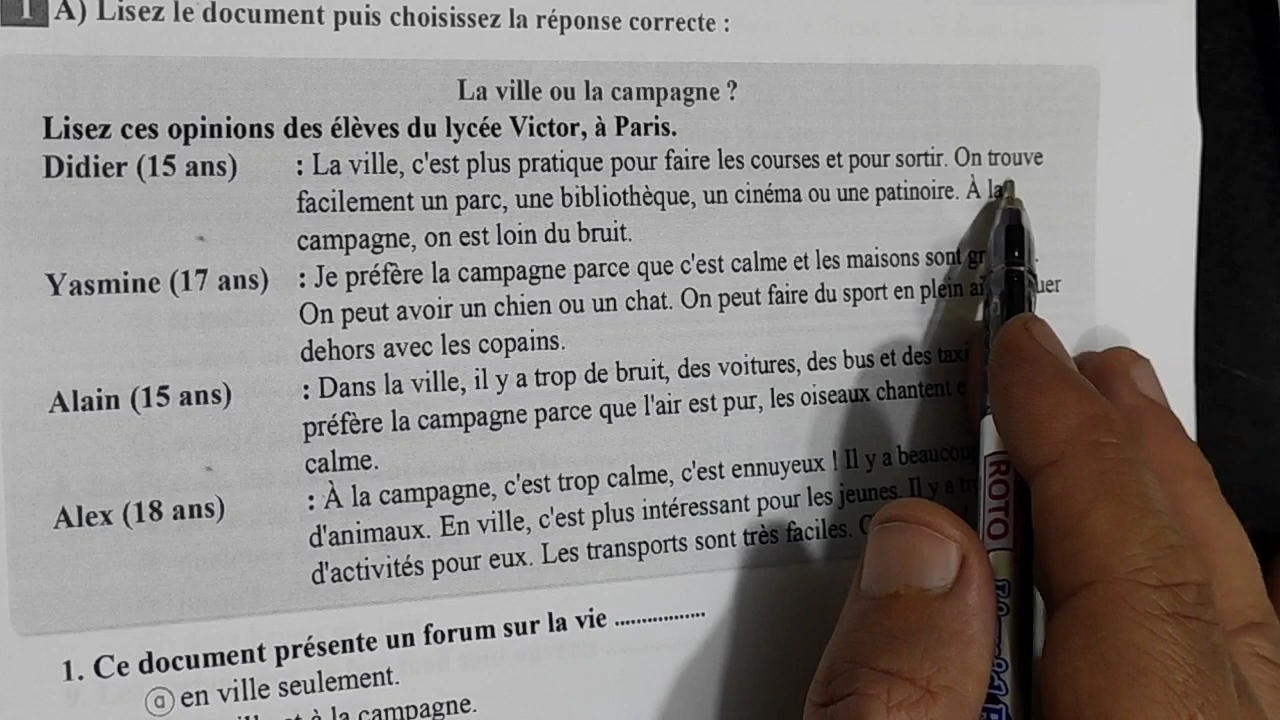 1 A) Lisez le document puis choisissez la réponse correcte :
La ville ou la campagne ?
Lisez ces opinions des élèves du lycée Victor, à Paris.
Didier (15 ans) : La ville, c'est plus pratique pour faire les courses et pour sortir. On trouve
facilement un parc, une bibliothèque, un cinéma ou une patinoire. À la
campagne, on est loin du bruit.
Yasmine (17 ans) : Je préfère la campagne parce que c'est calme et les maisons sont
On peut avoir un chien ou un chat. On peut faire du sport en plein
dehors avec les copains.
Alain (15 ans) : Dans la ville, il y a trop de bruit, des voitures, des bus et des
préfère la campagne parce que l'air est pur, les oiseaux chantent
calme.
Alex (18 ans) : À la campagne, c'est trop calme, c'est ennuyeux ! Il y a beaucoup
d'animaux. En ville, c'est plus intéressant pour les jeunes. Il y a
d'activités pour eux. Les transports sont très faciles.
1. Ce document présente un forum sur la vie .................
a en ville seulement.
à la campagne.
ROTO